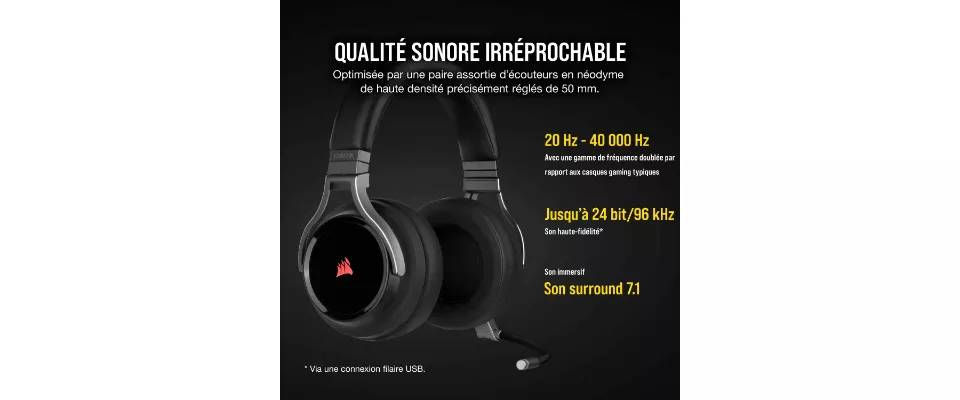 QUALITÉ SONORE IRRÉPROCHABLE
Optimisée par une paire assortie d'écouteurs en néodyme
de haute densité précisément réglés de 50 mm.
20 Hz - 40 000 Hz
Avec une gamme de fréquence doublée par
rapport aux casques gaming typiques
Jusqu'à 24 bit/96 kHz
Son haute-fidélité*
Son immersif
Son surround 7.1
* Via une connexion filaire USB.